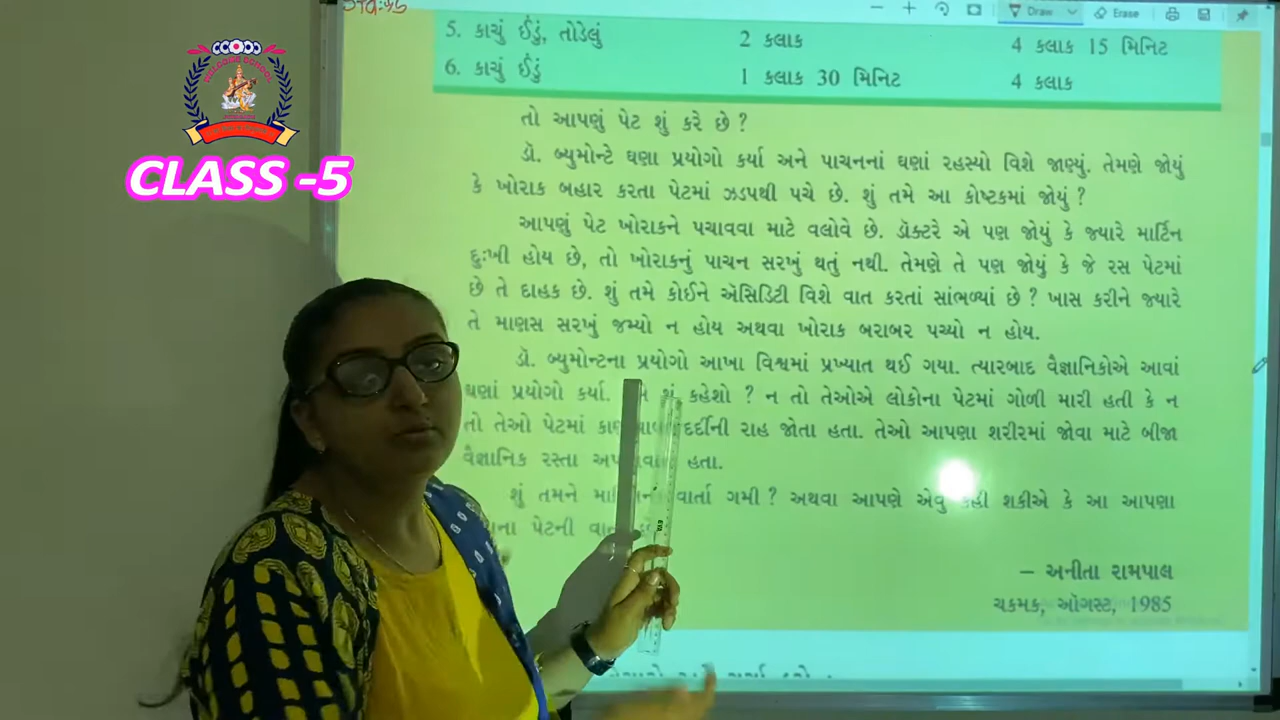 Draw
Erase
5. કાચું ઈંડું, તોડેલું 2 કલાક 4 કલાક 15 મિનિટ
6. કાચું ઈંડું 1 કલાક 30 મિનિટ 4 કલાક
CLASS -5
તો આપણું પેટ શું કરે છે ?
ડૉ. બ્યુમોન્ટે ઘણા પ્રયોગો કર્યા અને પાચનનાં ઘણાં રહસ્યો વિશે જાણ્યું. તેમણે જોયું
કે ખોરાક બહાર કરતા પેટમાં ઝડપથી પચે છે. શું તમે આ કોષ્ટકમાં જોયું ?
આપણું પેટ ખોરાકને પચાવવા માટે વલોવે છે. ડૉક્ટરે એ પણ જોયું કે જ્યારે માર્ટિન
દુઃખી હોય છે, તો ખોરાકનું પાચન સરખું થતું નથી. તેમણે તે પણ જોયું કે જે રસ પેટમાં
છે તે દાહક છે. શું તમે કોઈને ઍસિડિટી વિશે વાત કરતાં સાંભળ્યાં છે ? ખાસ કરીને જ્યારે
તે માણસ સરખું જમ્યો ન હોય અથવા ખોરાક બરાબર પચ્યો ન હોય.
ડૉ. બ્યુમોન્ટના પ્રયોગો આખા વિશ્વમાં પ્રખ્યાત થઈ ગયા. ત્યારબાદ વૈજ્ઞાનિકોએ આવાં
ઘણાં પ્રયોગો કર્યા. શું કહેશો ? ન તો તેઓએ લોકોના પેટમાં ગોળી મારી હતી કે ન
તો તેઓ પેટમાં દર્દીની રાહ જોતા હતા. તેઓ આપણા શરીરમાં જોવા માટે બીજા
વૈજ્ઞાનિક રસ્તા હતા.
શું તમને વાર્તા ગમી ? અથવા આપણે એવું કહી શકીએ કે આ આપણા
પેટની
– અનીતા રામપાલ
ચકમક, ઑગસ્ટ, 1985